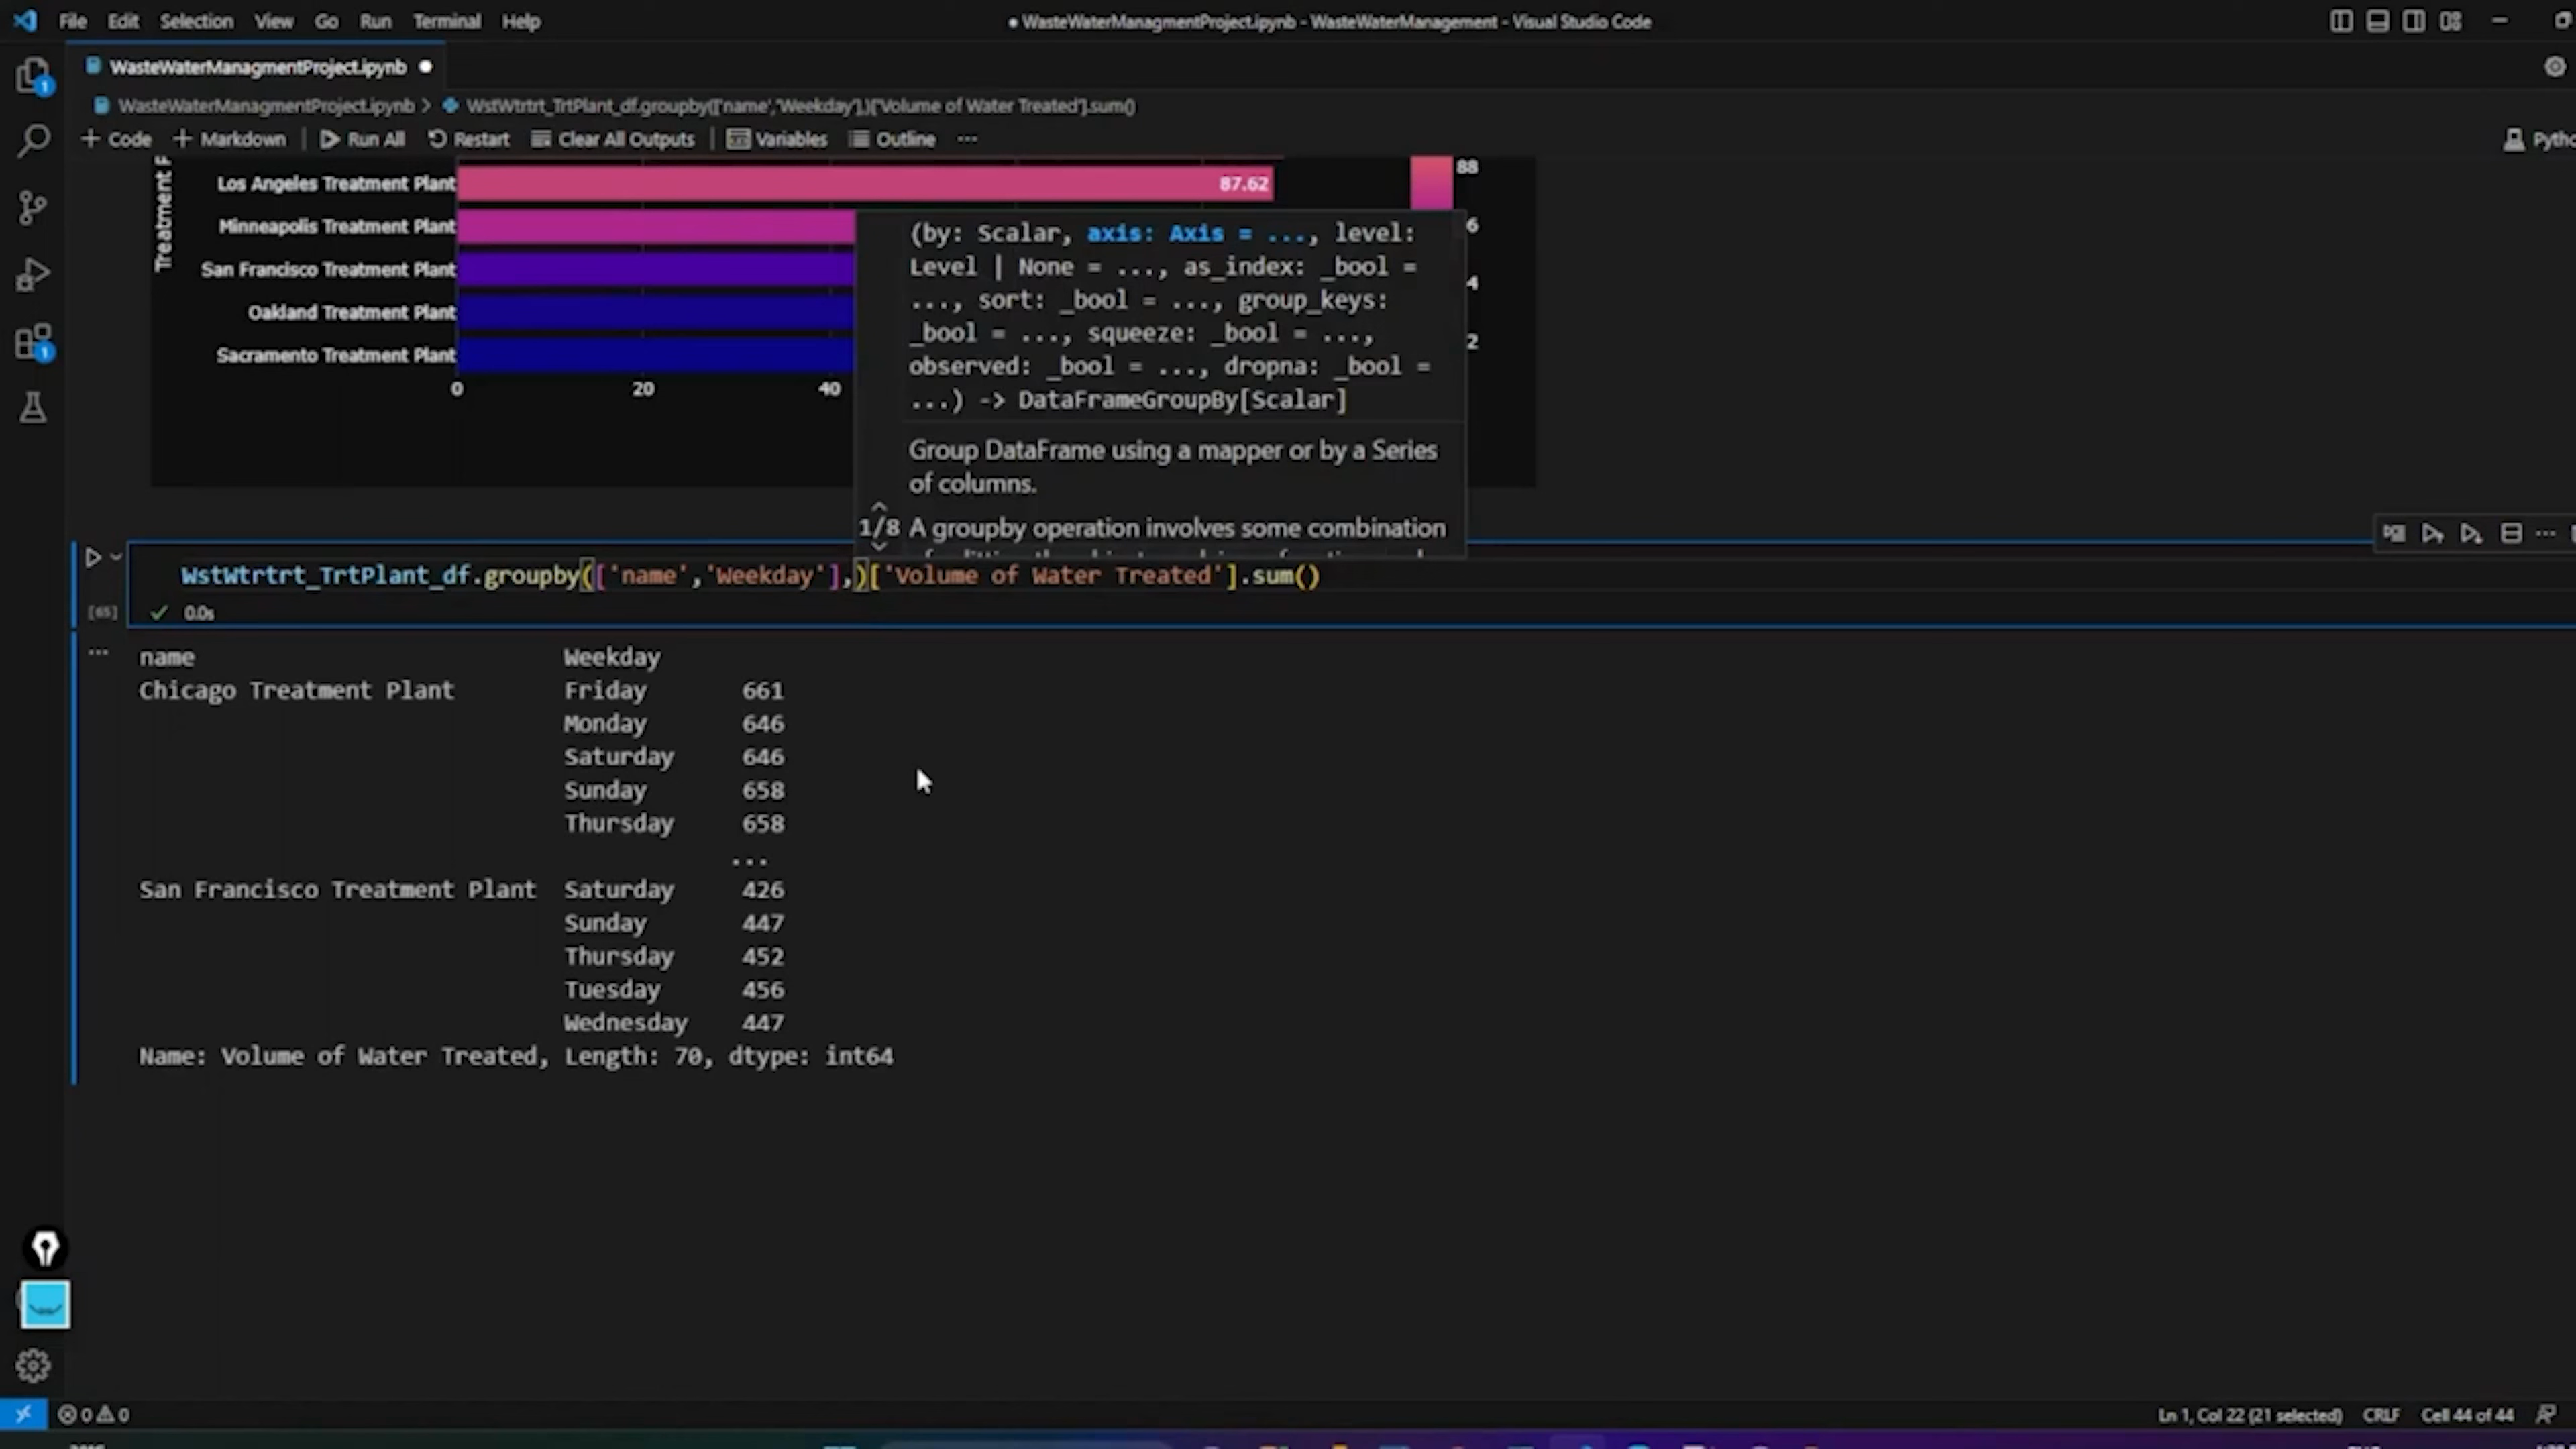 File Edit Selection View Go Run Terminal Help
● WasteWaterManagmentProject.ipynb - WasteWaterManagement - Visual Studio Code
WasteWaterManagmentProject.ipynb ●
WasteWaterManagmentProject.ipynb > WstWtrtrt_TrtPlant_df.groupby(['name','Weekday'],)['Volume of Water Treated'].sum()
+ Code + Markdown | Run All Restart Clear All Outputs | Variables Outline ...
Treatment
Los Angeles Treatment Plant 87.62 88
Minneapolis Treatment Plant 6
San Francisco Treatment Plant
Oakland Treatment Plant 4
Sacramento Treatment Plant 2
0 20 40
(by: Scalar, axis: Axis = ..., level:
Level | None = ..., as_index: _bool =
..., sort: _bool = ..., group_keys:
_bool = ..., squeeze: _bool = ...,
observed: _bool = ..., dropna: _bool =
...) -> DataFrameGroupBy[Scalar]
Group DataFrame using a mapper or by a Series
of columns.
1/8 A groupby operation involves some combination
WstWtrtrt_TrtPlant_df.groupby(['name','Weekday'],)['Volume of Water Treated'].sum()
[65] ✓ 0.0s
... name Weekday
Chicago Treatment Plant Friday 661
Monday 646
Saturday 646
Sunday 658
Thursday 658
...
San Francisco Treatment Plant Saturday 426
Sunday 447
Thursday 452
Tuesday 456
Wednesday 447
Name: Volume of Water Treated, Length: 70, dtype: int64
0 0
Ln 1, Col 22 (21 selected) CRLF Cell 44 of 44